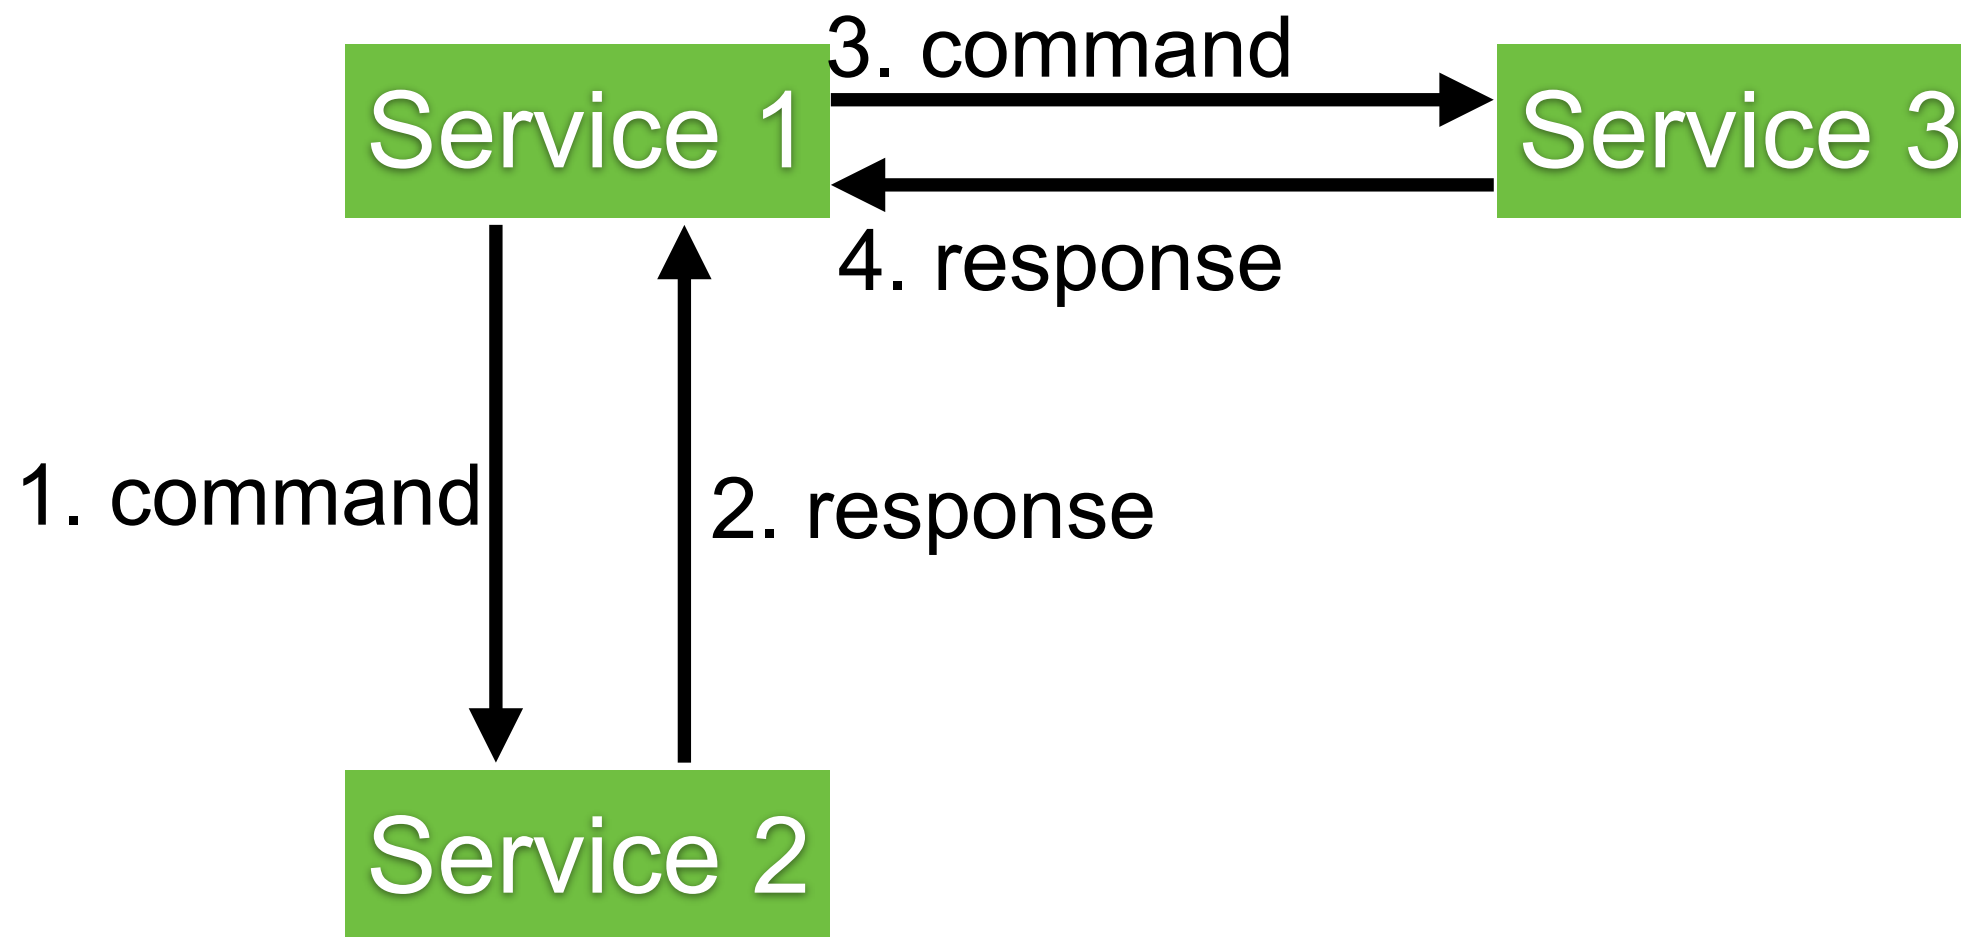 3. command
Service 1
Service 3
4. response
1. command
2. response
Service 2